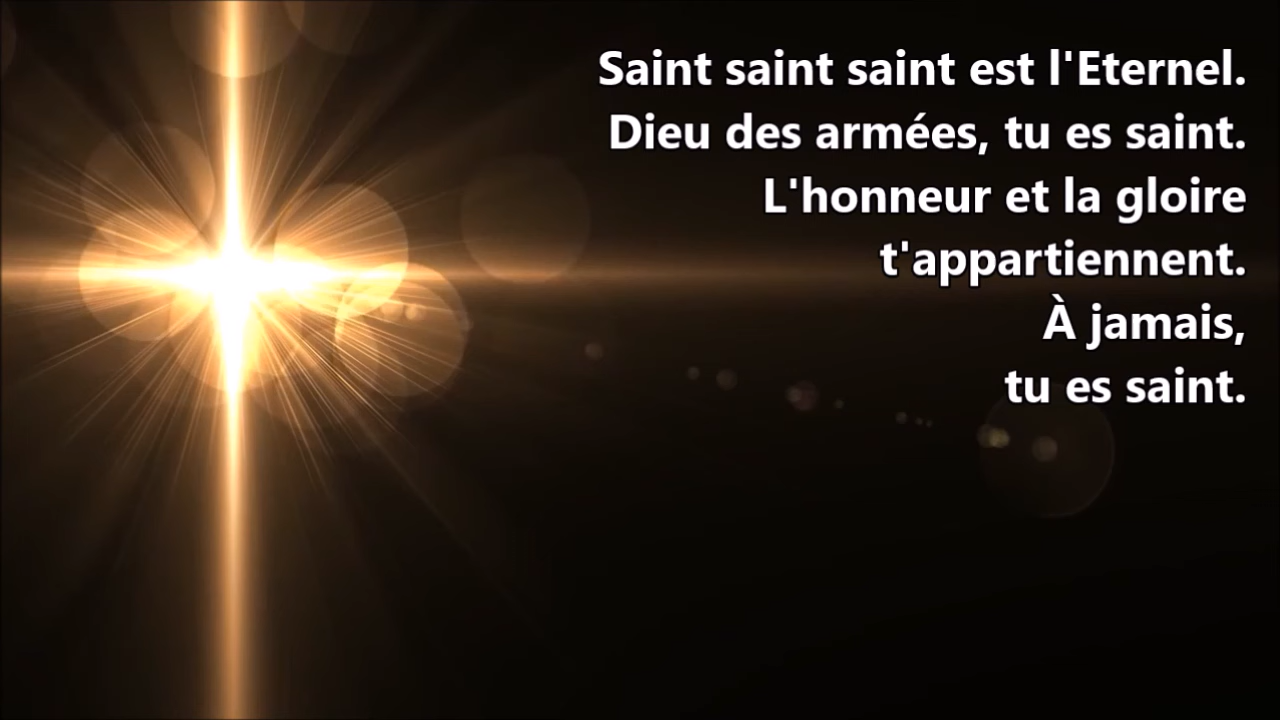 Saint saint saint est l'Eternel.
Dieu des armées, tu es saint.
L'honneur et la gloire
t'appartiennent.
À jamais,
tu es saint.